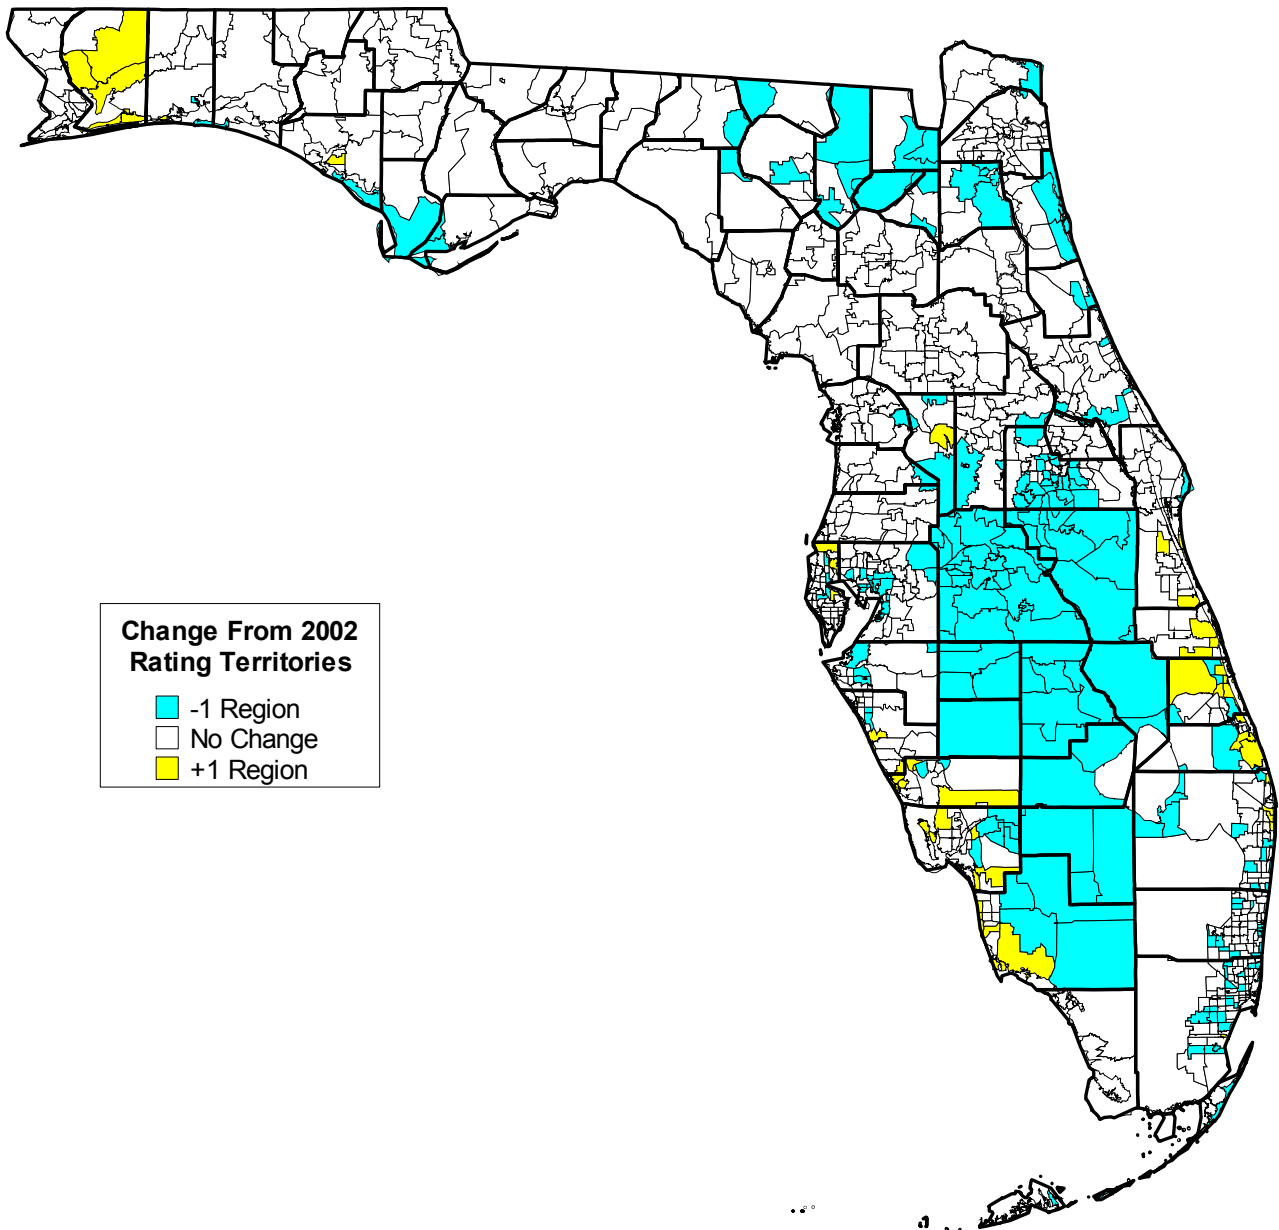 Change From 2002
Rating Territories
-1 Region
No Change
+1 Region